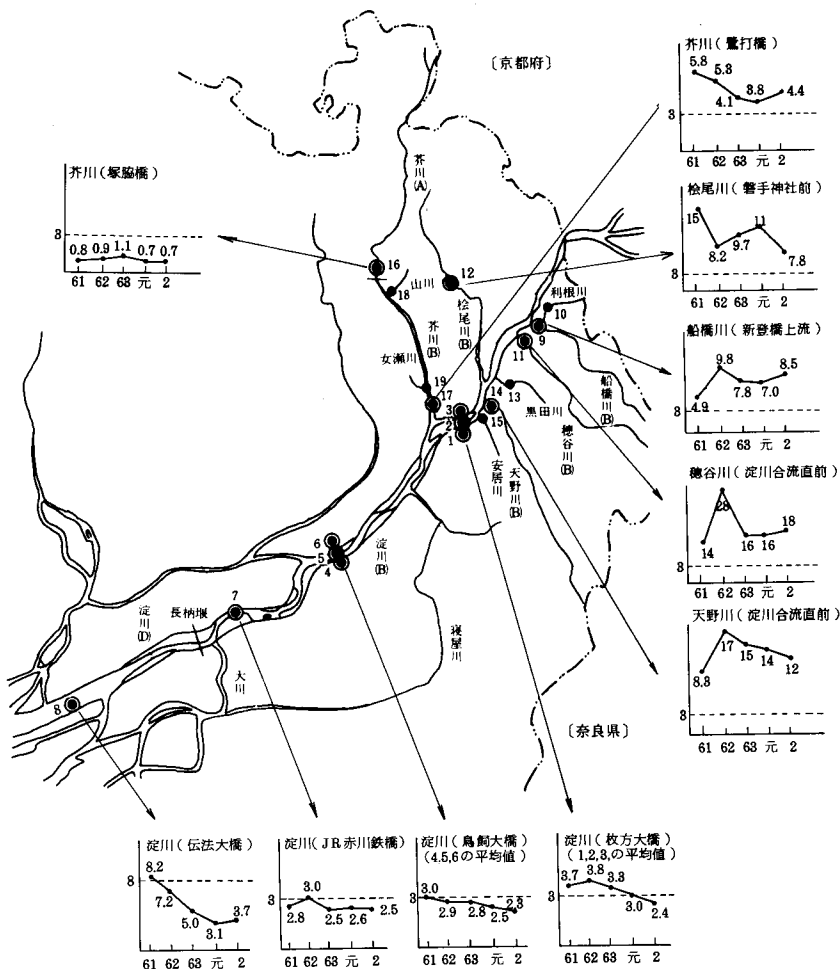 〔京都府〕
芥川(鷺打橋)
5.8
5.3
4.1
3.8
4.4
3
61 62 63 元 2
芥川(塚脇橋)
3
0.8 0.9 1.1 0.7 0.7
61 62 63 元 2
桧尾川(磐手神社前)
15
8.2
9.7
11
7.8
3
61 62 63 元 2
船橋川(新登橋上流)
4.9
9.8
7.8
7.0
8.5
3
61 62 63 元 2
穂谷川(淀川合流直前)
14
28
16
16
18
3
61 62 63 元 2
天野川(淀川合流直前)
8.8
17
15
14
12
3
61 62 63 元 2
芥川(A)
16
18
山川
12
桧尾川(B)
芥川(B)
女瀬川
19
17
利根川
10
9
11
船橋川(B)
13
黒田川
穂谷川(B)
14
15
3
2
1
安居川
天野川(B)
6
5
4
淀川(B)
7
長柄堰
淀川(D)
大川
寝屋川
8
〔奈良県〕
淀川(伝法大橋)
8
8.2
7.2
5.0
3.1
3.7
61 62 63 元 2
淀川(JR赤川鉄橋)
3
2.8
3.0
2.5
2.6
2.5
61 62 63 元 2
淀川(鳥飼大橋)
(4.5.6の平均値)
3
3.0
2.9
2.8
2.5
2.3
61 62 63 元 2
淀川(枚方大橋)
(1,2,3,の平均値)
3
3.7
3.8
3.3
3.0
2.4
61 62 63 元 2